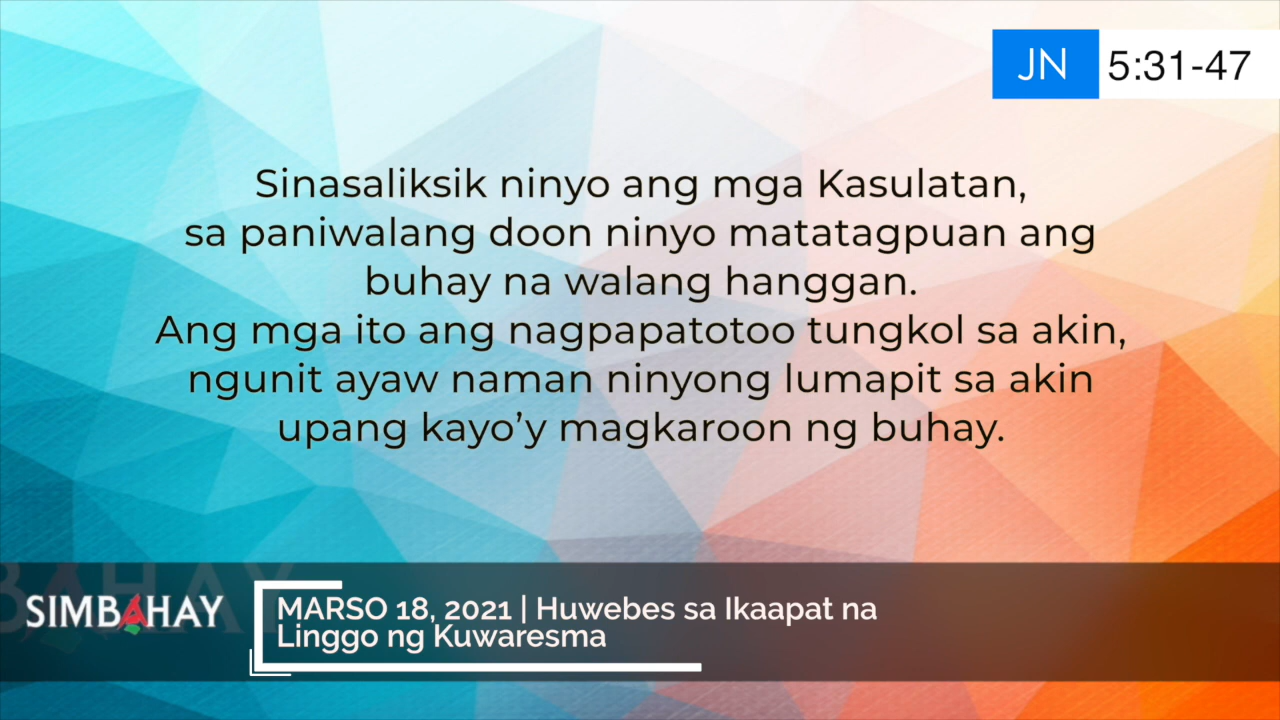 JN 5:31-47
Sinasaliksik ninyo ang mga Kasulatan,
sa paniwalang doon ninyo matatagpuan ang
buhay na walang hanggan.
Ang mga ito ang nagpapatotoo tungkol sa akin,
ngunit ayaw naman ninyong lumapit sa akin
upang kayo’y magkaroon ng buhay.
SIMBAHAY
MARSO 18, 2021 | Huwebes sa Ikaapat na
Linggo ng Kuwaresma